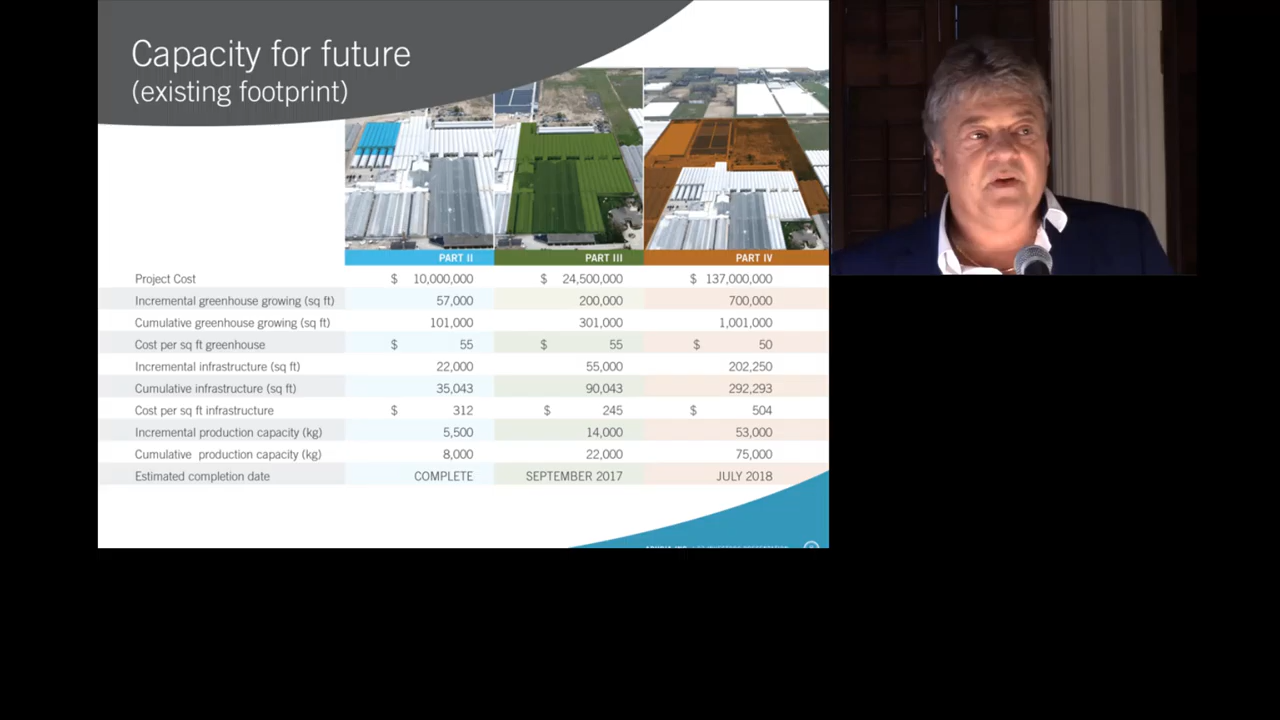 Capacity for future
(existing footprint)
PART II PART III PART IV
Project Cost $ 10,000,000 $ 24,500,000 $ 137,000,000
Incremental greenhouse growing (sq ft) 57,000 200,000 700,000
Cumulative greenhouse growing (sq ft) 101,000 301,000 1,001,000
Cost per sq ft greenhouse $ 55 $ 55 $ 50
Incremental infrastructure (sq ft) 22,000 55,000 202,250
Cumulative infrastructure (sq ft) 35,043 90,043 292,293
Cost per sq ft infrastructure $ 312 $ 245 $ 504
Incremental production capacity (kg) 5,500 14,000 53,000
Cumulative production capacity (kg) 8,000 22,000 75,000
Estimated completion date COMPLETE SEPTEMBER 2017 JULY 2018